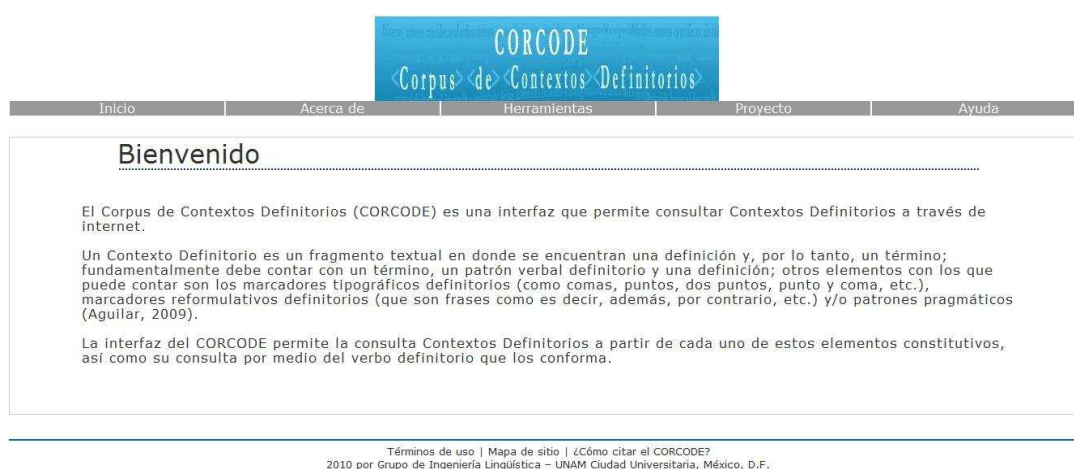 CORCODE
<Corpus> <de> <Contextos> <Definitorios>
Inicio Acerca de Herramientas Proyecto Ayuda
Bienvenido
El Corpus de Contextos Definitorios (CORCODE) es una interfaz que permite consultar Contextos Definitorios a través de
internet.
Un Contexto Definitorio es un fragmento textual en donde se encuentran una definición y, por lo tanto, un término;
fundamentalmente debe contar con un término, un patrón verbal definitorio y una definición; otros elementos con los que
puede contar son los marcadores tipográficos definitorios (como comas, puntos, dos puntos, punto y coma, etc.),
marcadores reformulativos definitorios (que son frases como es decir, además, por contrario, etc.) y/o patrones pragmáticos
(Aguilar, 2009).
La interfaz del CORCODE permite la consulta Contextos Definitorios a partir de cada uno de estos elementos constitutivos,
así como su consulta por medio del verbo definitorio que los conforma.
Términos de uso | Mapa de sitio | ¿Cómo citar el CORCODE?
2010 por Grupo de Ingeniería Lingüística – UNAM Ciudad Universitaria, México, D.F.